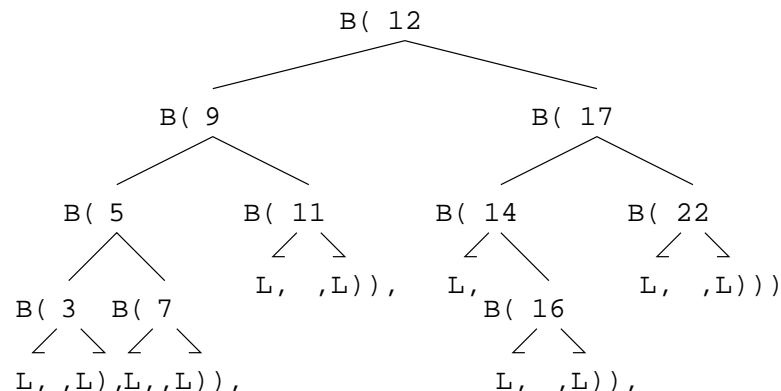 B( 12
B( 9 B( 17
B( 5 B( 11 B( 14 B( 22
L, ,L)), L, L, ,L)))
B( 3 B( 7 B( 16
L, ,L),L,,L)), L, ,L)),